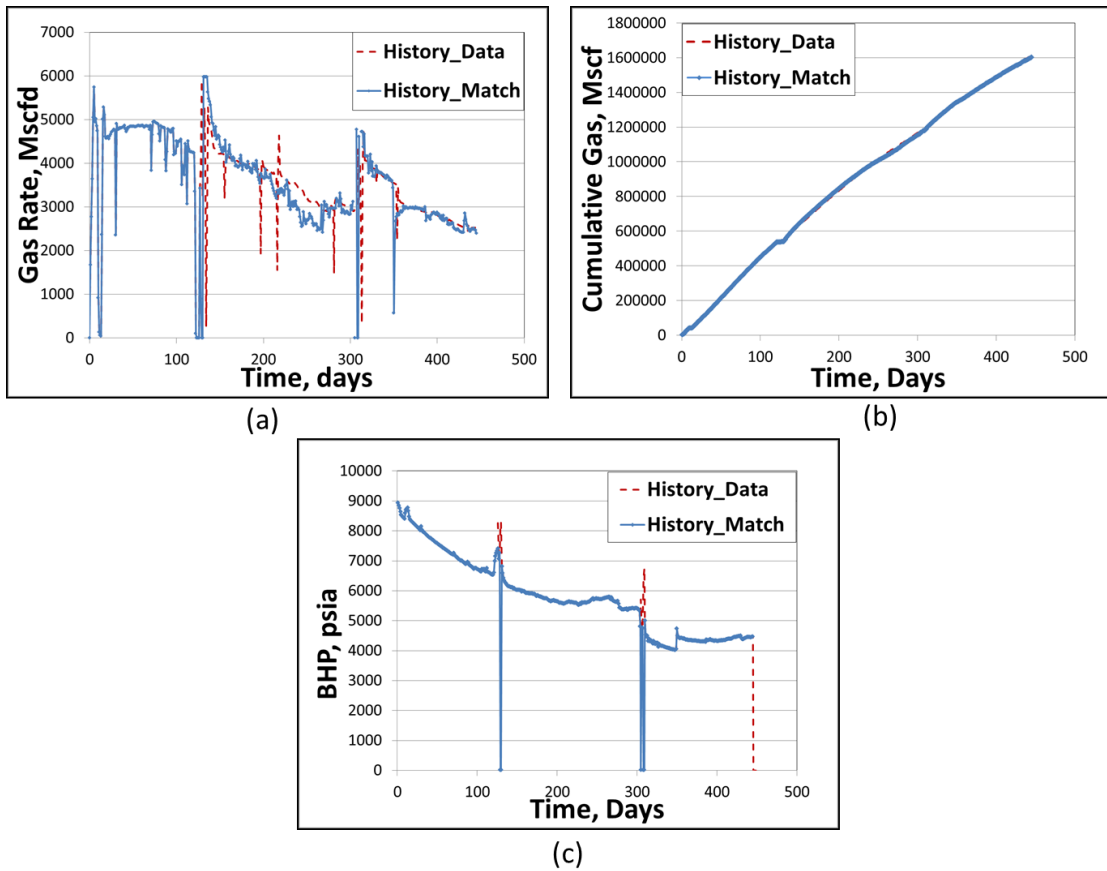 7000
6000
5000
4000
3000
2000
1000
0
Gas Rate, Mscfd
History_Data
History_Match
0 100 200 300 400 500
Time, days
(a)
1800000
1600000
1400000
1200000
1000000
800000
600000
400000
200000
0
Cumulative Gas, Mscf
History_Data
History_Match
0 100 200 300 400 500
Time, Days
(b)
10000
9000
8000
7000
6000
5000
4000
3000
2000
1000
0
BHP, psia
History_Data
History_Match
0 100 200 300 400 500
Time, Days
(c)